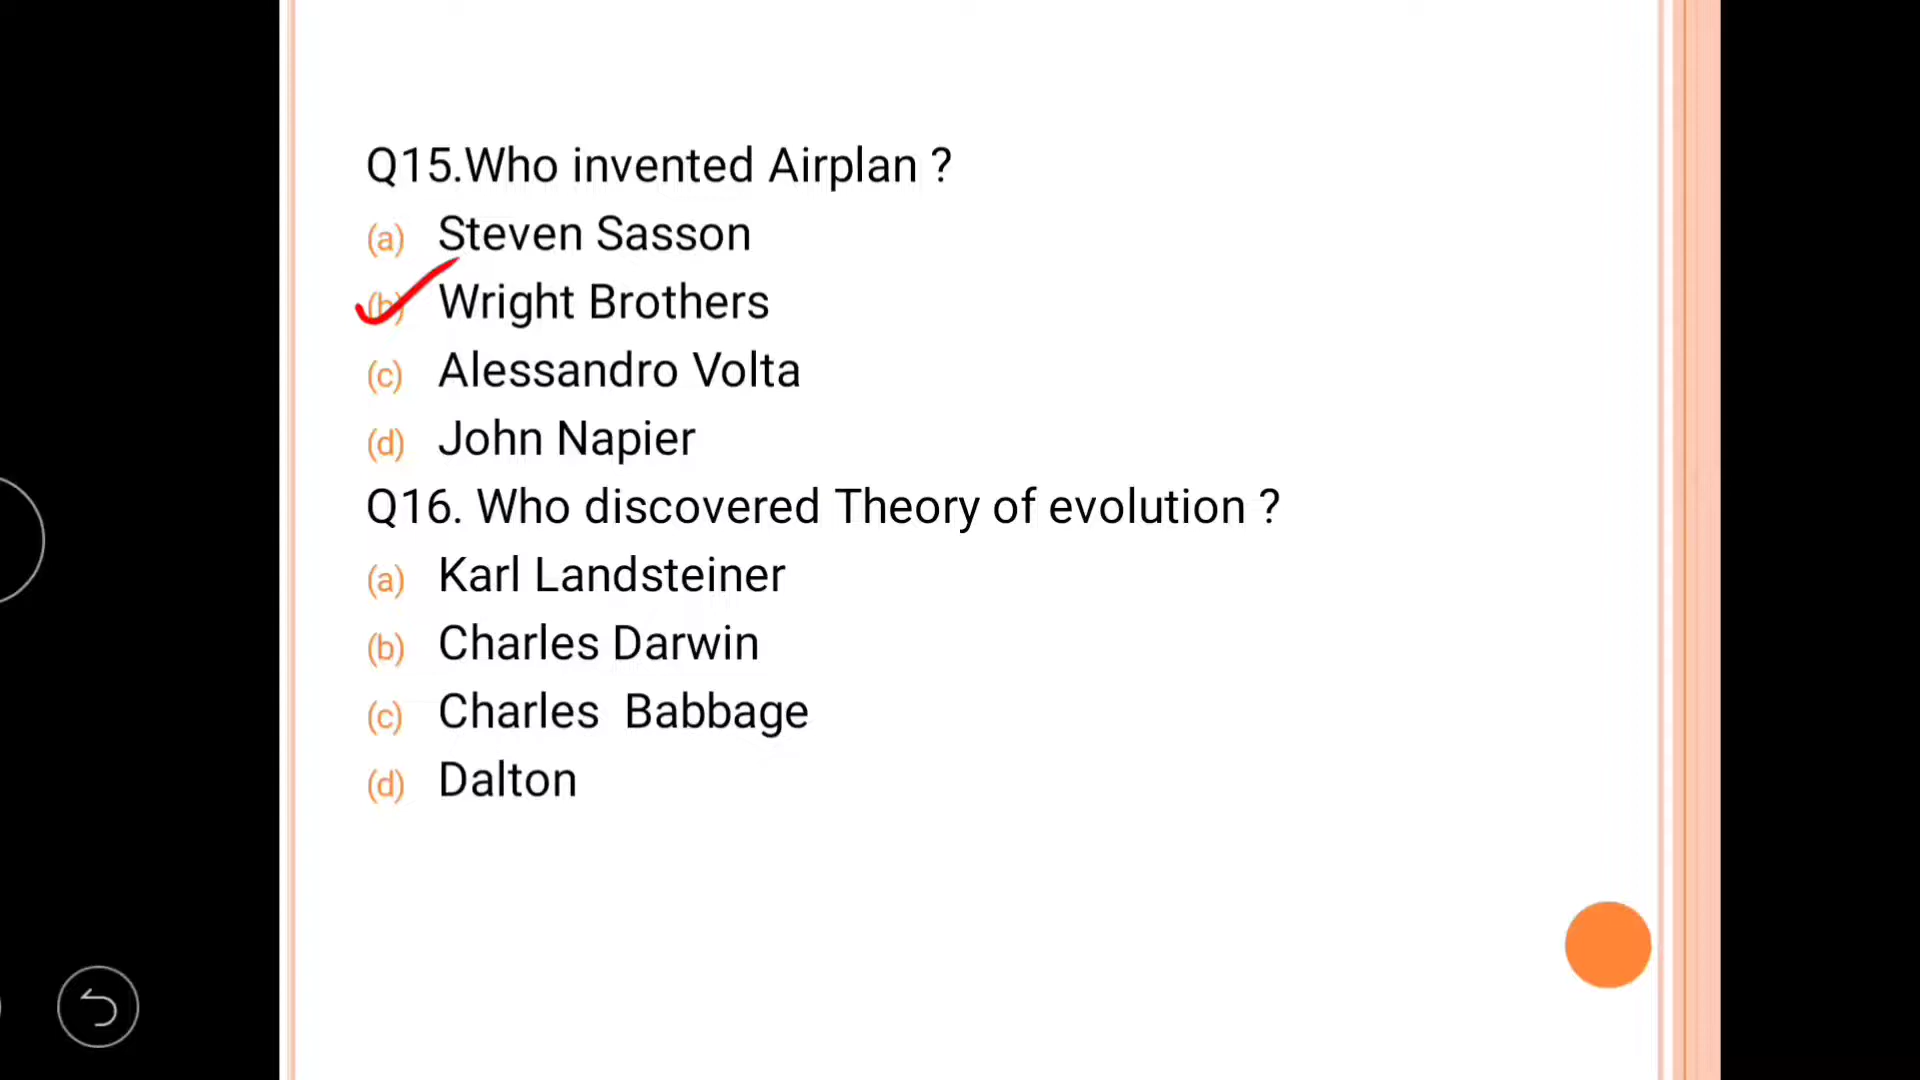 Q15.Who invented Airplan ?
(a) Steven Sasson
(b) Wright Brothers
(c) Alessandro Volta
(d) John Napier
Q16. Who discovered Theory of evolution ?
(a) Karl Landsteiner
(b) Charles Darwin
(c) Charles Babbage
(d) Dalton